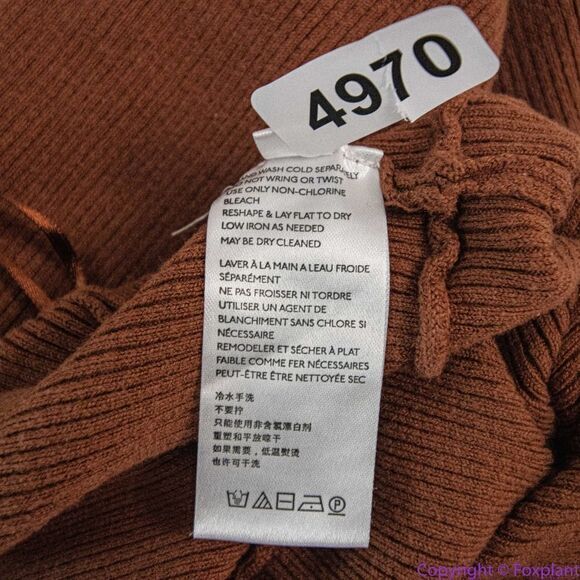 4970
WASH COLD SEPARATELY
NOT WRING OR TWIST
USE ONLY NON-CHLORINE
BLEACH
RESHAPE & LAY FLAT TO DRY
LOW IRON AS NEEDED
MAY BE DRY CLEANED
LAVER À LA MAIN A LEAU FROIDE
SÉPARÉMENT
NE PAS FROISSER NI TORDRE
UTILISER UN AGENT DE
BLANCHIMENT SANS CHLORE SI
NÉCESSAIRE
REMODELER ET SÉCHER À PLAT
FAIBLE COMME FER NÉCESSAIRES
PEUT-ÊTRE ÊTRE NETTOYÉE SEC
冷水手洗
不要拧
只能使用非含氯漂白剂
重塑和平放晾干
如果需要，低温熨烫
也许可干洗
P
Copyright © Foxplant